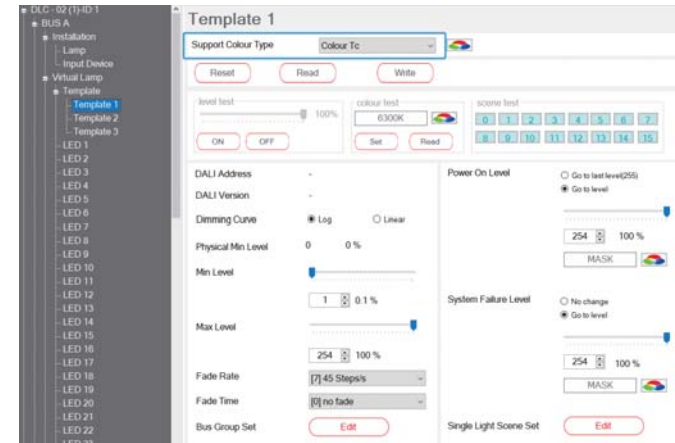 DLC - 02 (1)-ID 1
BUS A
Installation
Lamp
Input Device
Virtual Lamp
Template
Template 1
Template 2
Template 3
LED 1
LED 2
LED 3
LED 4
LED 5
LED 6
LED 7
LED 8
LED 9
LED 10
LED 11
LED 12
LED 13
LED 14
LED 15
LED 16
LED 17
LED 18
LED 19
LED 20
LED 21
LED 22
LED 23
Template 1
Support Colour Type Colour Tc
Reset Read Write
level test
100%
ON OFF
colour test
6300K
Set Read
scene test
0 1 2 3 4 5 6 7
8 9 10 11 12 13 14 15
DALI Address -
DALI Version -
Dimming Curve Log Linear
Physical Min Level 0 0 %
Min Level
1 0.1 %
Max Level
254 100 %
Fade Rate [7] 45 Steps/s
Fade Time [0] no fade
Bus Group Set Edit
Power On Level Go to last level(255)
Go to level
254 100 %
MASK
System Failure Level No change
Go to level
254 100 %
MASK
Single Light Scene Set Edit